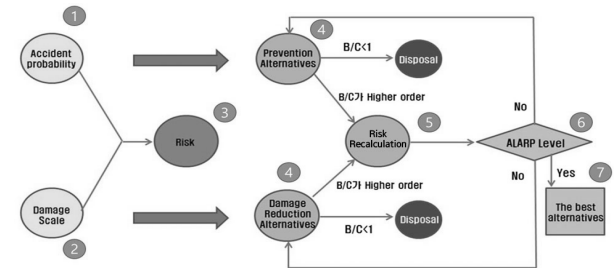 1
Accident
probability
2
Damage
Scale
3
Risk
4
Prevention
Alternatives
B/C<1
Disposal
B/C가 Higher order
Risk
Recalculation
5
B/C가 Higher order
4
Damage
Reduction
Alternatives
B/C<1
Disposal
No
6
ALARP Level
No
Yes
7
The best
alternatives